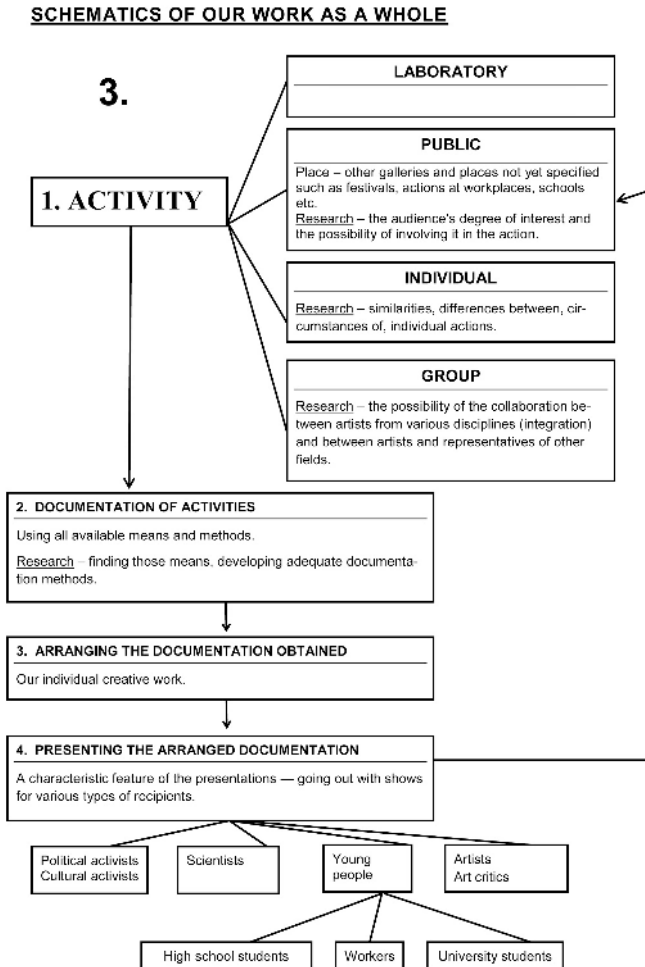 SCHEMATICS OF OUR WORK AS A WHOLE
3.
LABORATORY
PUBLIC
Place – other galleries and places not yet specified
such as festivals, actions at workplaces, schools
etc.
Research – the audience's degree of interest and
the possibility of involving it in the action.
1. ACTIVITY
INDIVIDUAL
Research – similarities, differences between, cir-
cumstances of, individual actions.
GROUP
Research – the possibility of the collaboration be-
tween artists from various disciplines (integration)
and between artists and representatives of other
fields.
2. DOCUMENTATION OF ACTIVITIES
Using all available means and methods.
Research – finding those means, developing adequate documenta-
tion methods.
3. ARRANGING THE DOCUMENTATION OBTAINED
Our individual creative work.
4. PRESENTING THE ARRANGED DOCUMENTATION
A characteristic feature of the presentations — going out with shows
for various types of recipients.
Political activists
Cultural activists
Scientists
Young
people
Artists
Art critics
High school students
Workers
University students